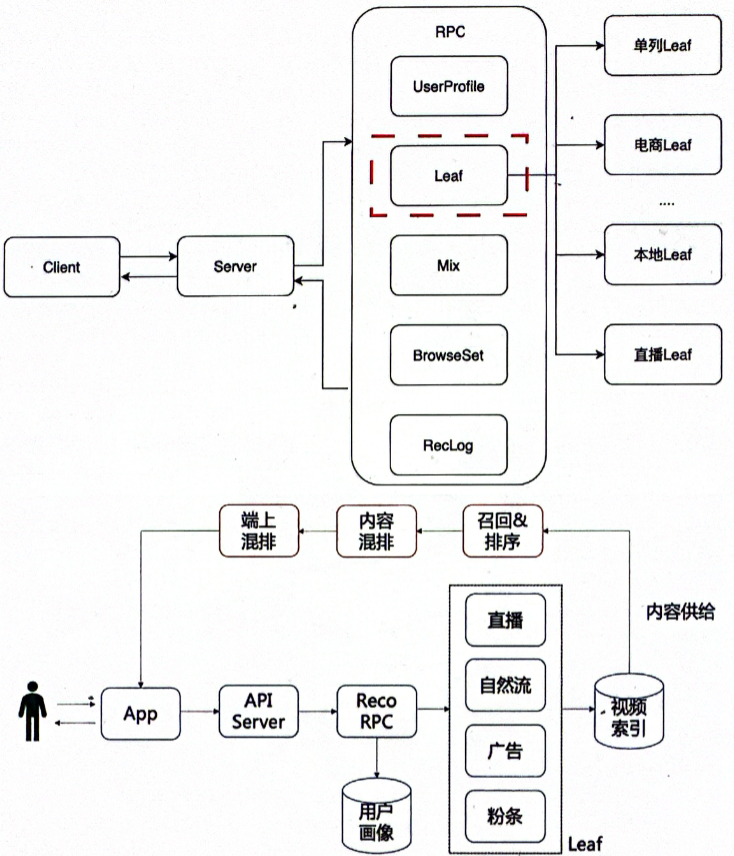 RPC
UserProfile
Leaf
Mix
BrowseSet
RecLog
Client
Server
单列Leaf
电商Leaf
....
本地Leaf
直播Leaf
端上
混排
内容
混排
召回&
排序
内容供给
App
API
Server
Reco
RPC
用户
画像
直播
自然流
广告
粉条
Leaf
视频
索引